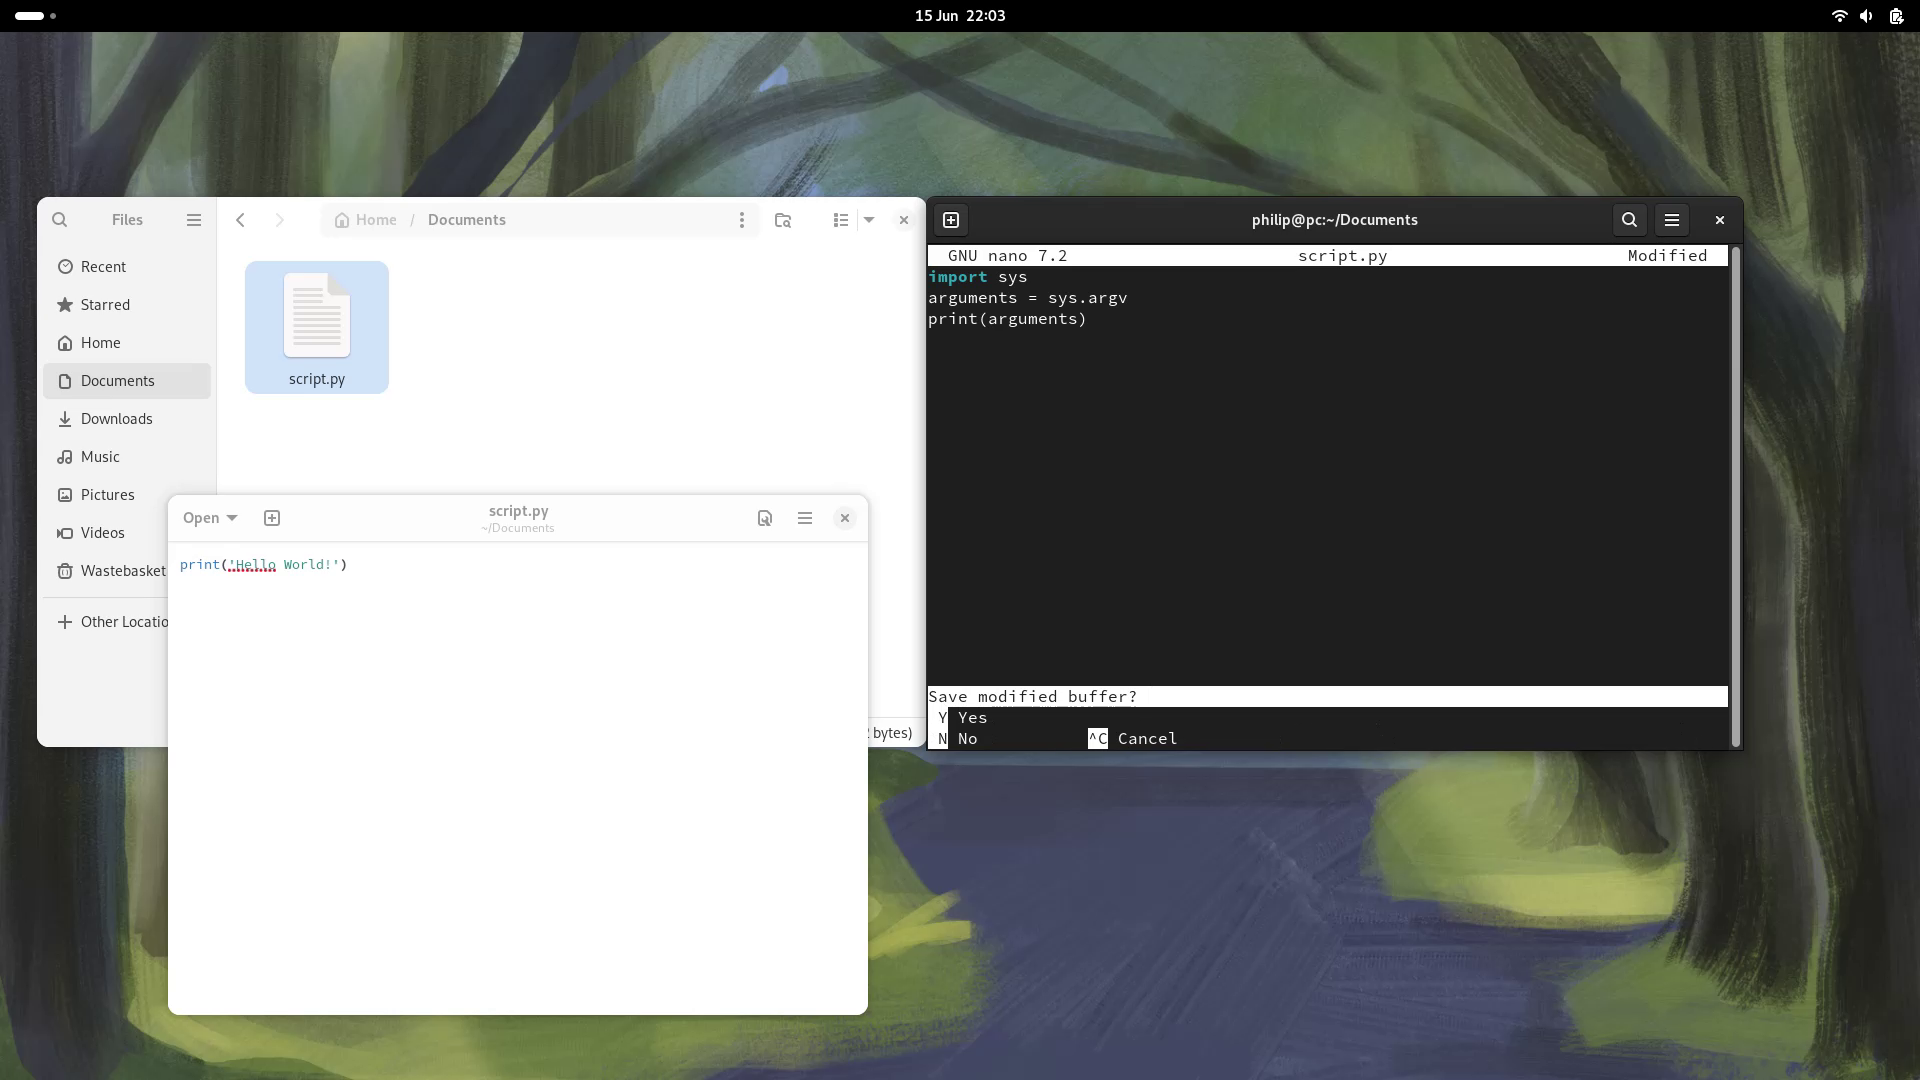 15 Jun 22:03
Files
Home / Documents
Recent
Starred
Home
Documents
Downloads
Music
Pictures
Videos
Wastebasket
Other Locatio
script.py
bytes)
Open
script.py
~/Documents
print('Hello World!')
philip@pc:~/Documents
GNU nano 7.2 script.py Modified
import sys
arguments = sys.argv
print(arguments)
Save modified buffer?
Y Yes
N No ^C Cancel